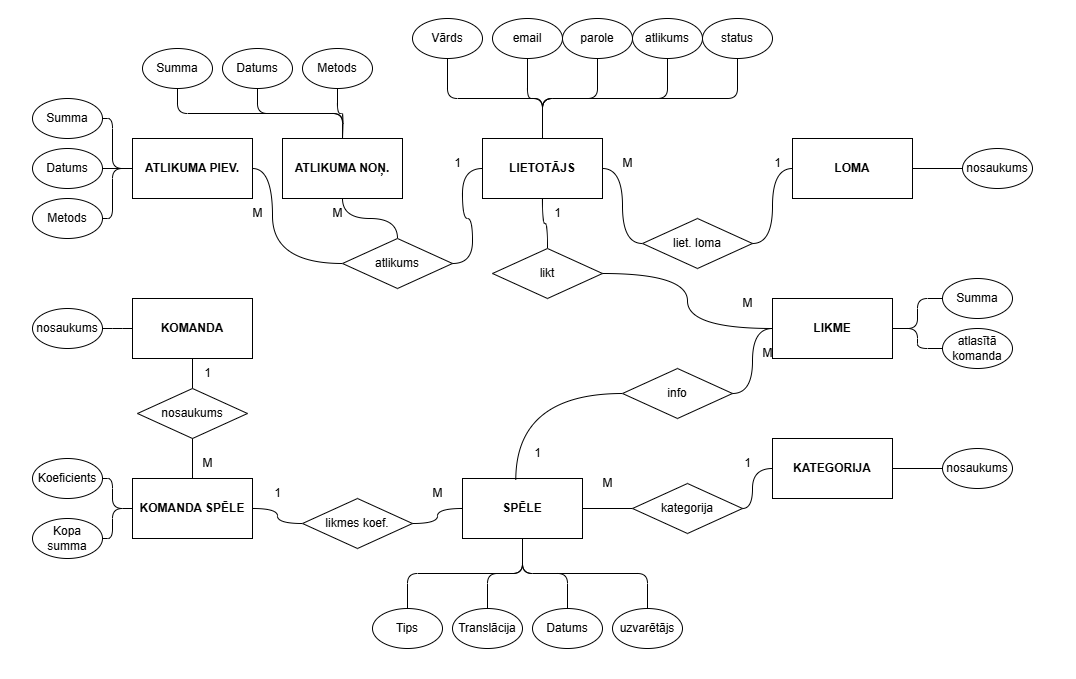 Vārds
email
parole
atlikums
status
Summa
Datums
Metods
Summa
Datums
Metods
ATLIKUMA PIEV.
ATLIKUMA NOŅ.
1
LIETOTĀJS
M
1
LOMA
nosaukums
M
M
1
liet. loma
atlikums
likt
M
nosaukums
KOMANDA
LIKME
Summa
atlasītā
komanda
M
1
info
nosaukums
1
M
1
KATEGORIJA
nosaukums
Koeficients
KOMANDA SPĒLE
1
M
SPĒLE
M
kategorija
likmes koef.
Kopa
summa
Tips
Translācija
Datums
uzvarētājs